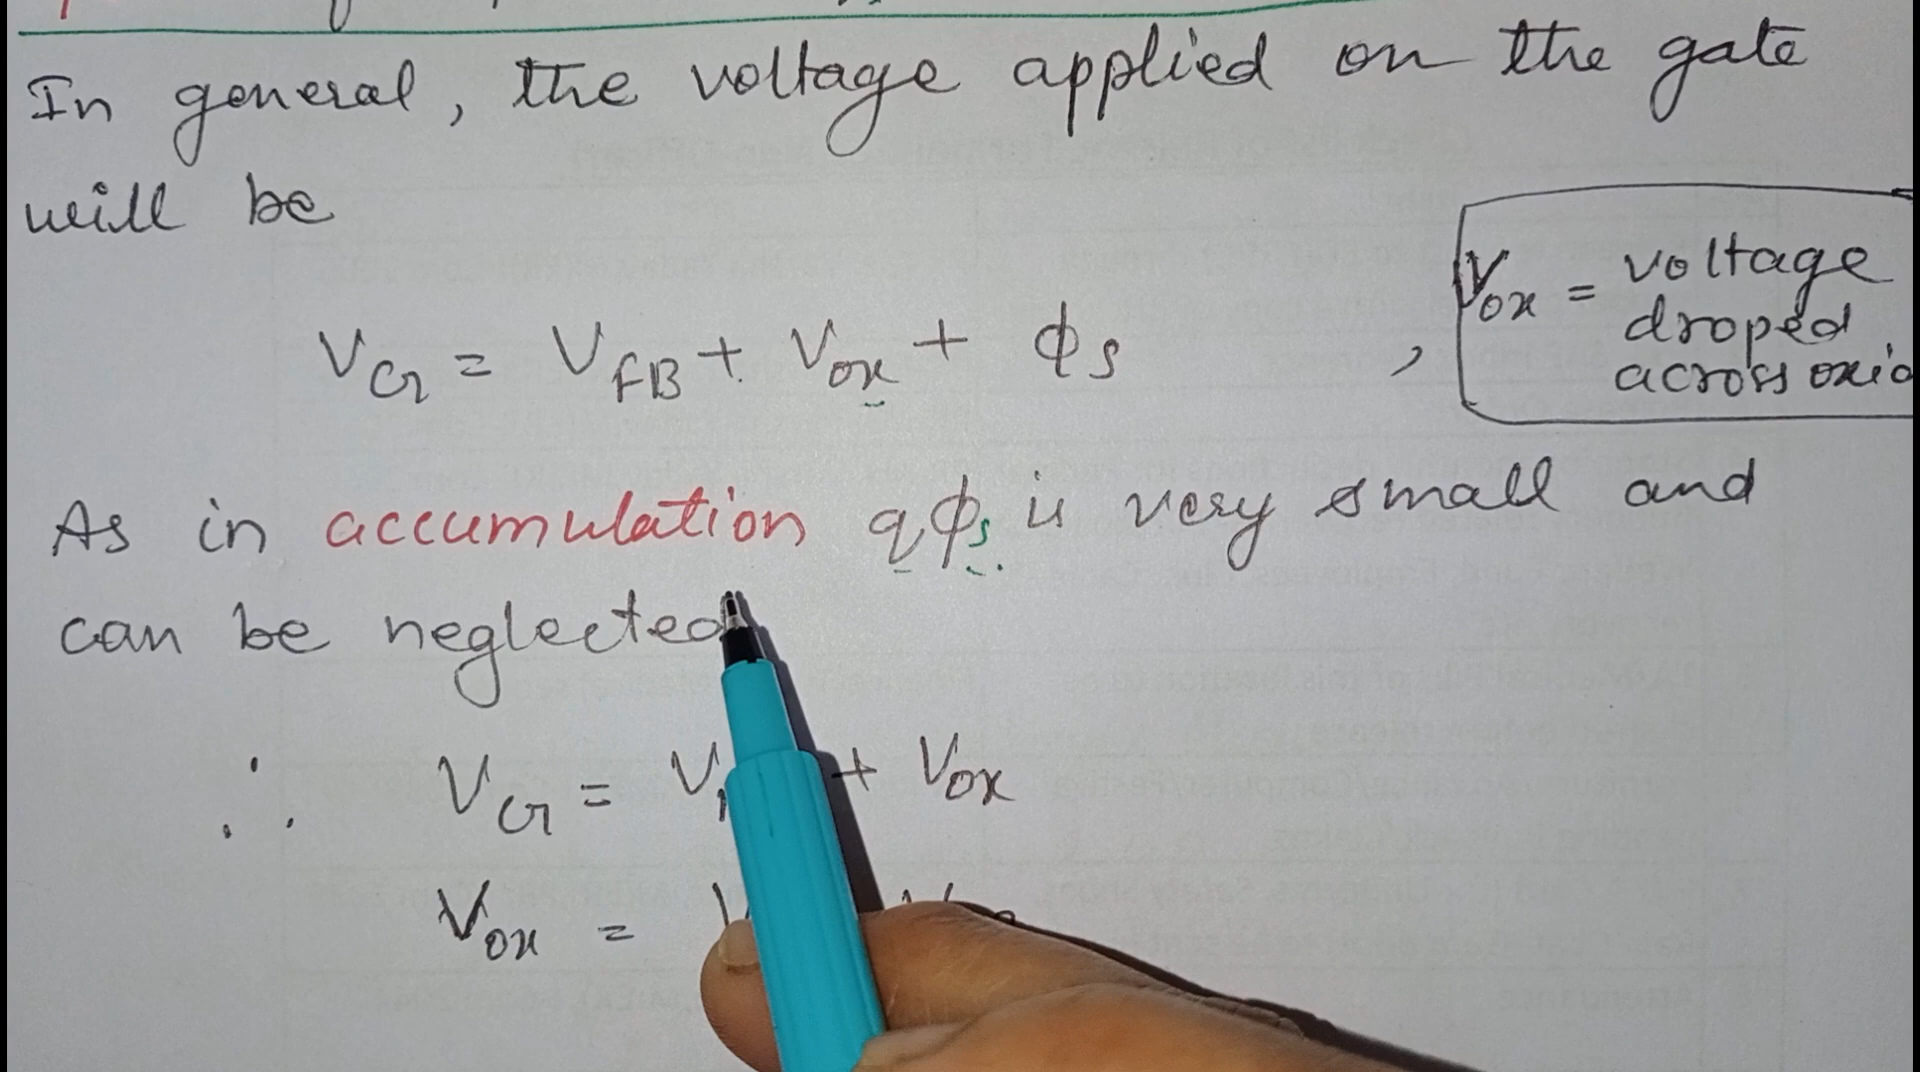 In general, the voltage applied on the gate
will be
V_G = V_FB + V_ox + ϕ_s ,
V_ox = voltage
droped
across oxid
As in accumulation qϕ_s is very small and
can be neglected
∴ V_G = V + V_ox
V_ox = V